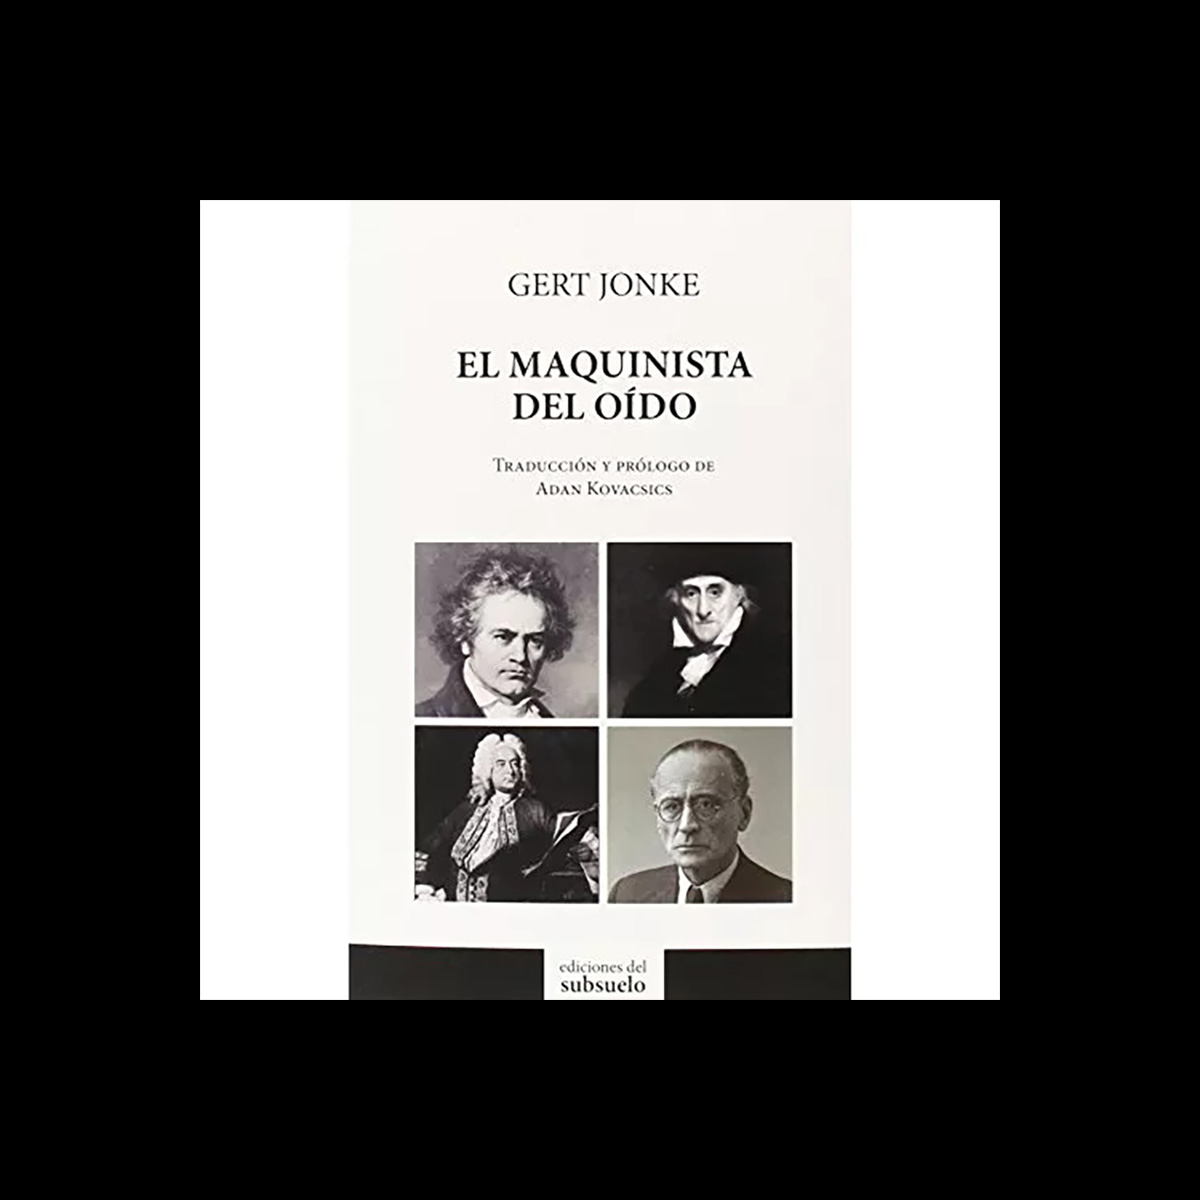 GERT JONKE
EL MAQUINISTA
DEL OÍDO
TRADUCCIÓN Y PRÓLOGO DE
ADAN KOVACSICS
ediciones del
subsuelo